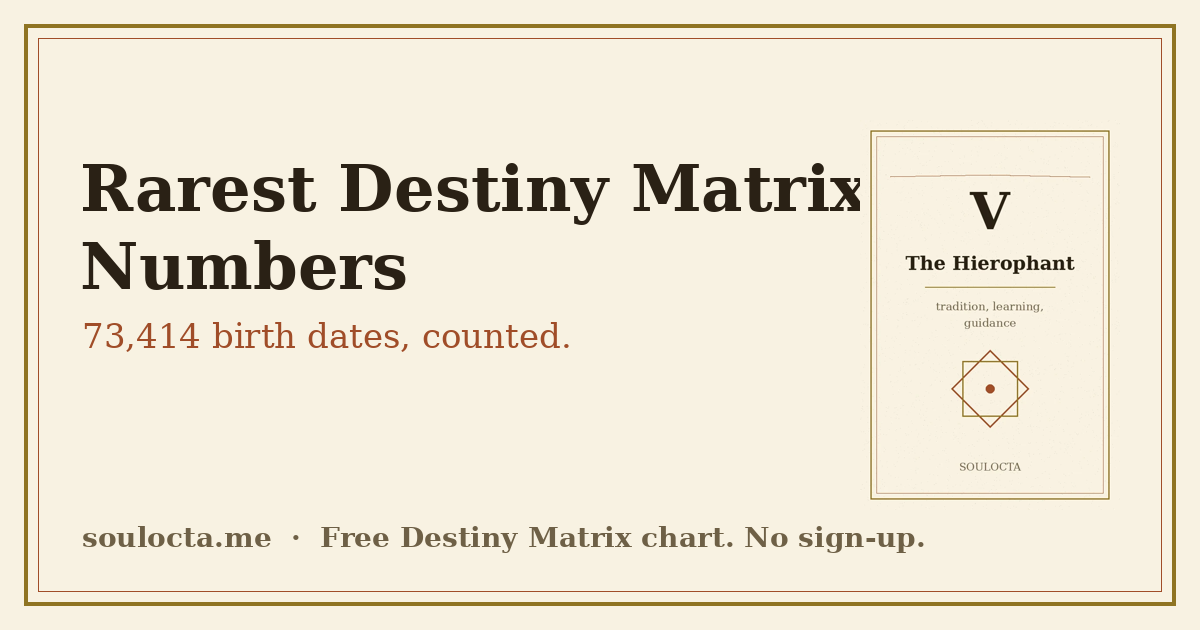 Rarest Destiny Matrix
Numbers
73,414 birth dates, counted.
V
The Hierophant
tradition, learning,
guidance
SOULOCTA
soulocta.me · Free Destiny Matrix chart. No sign-up.